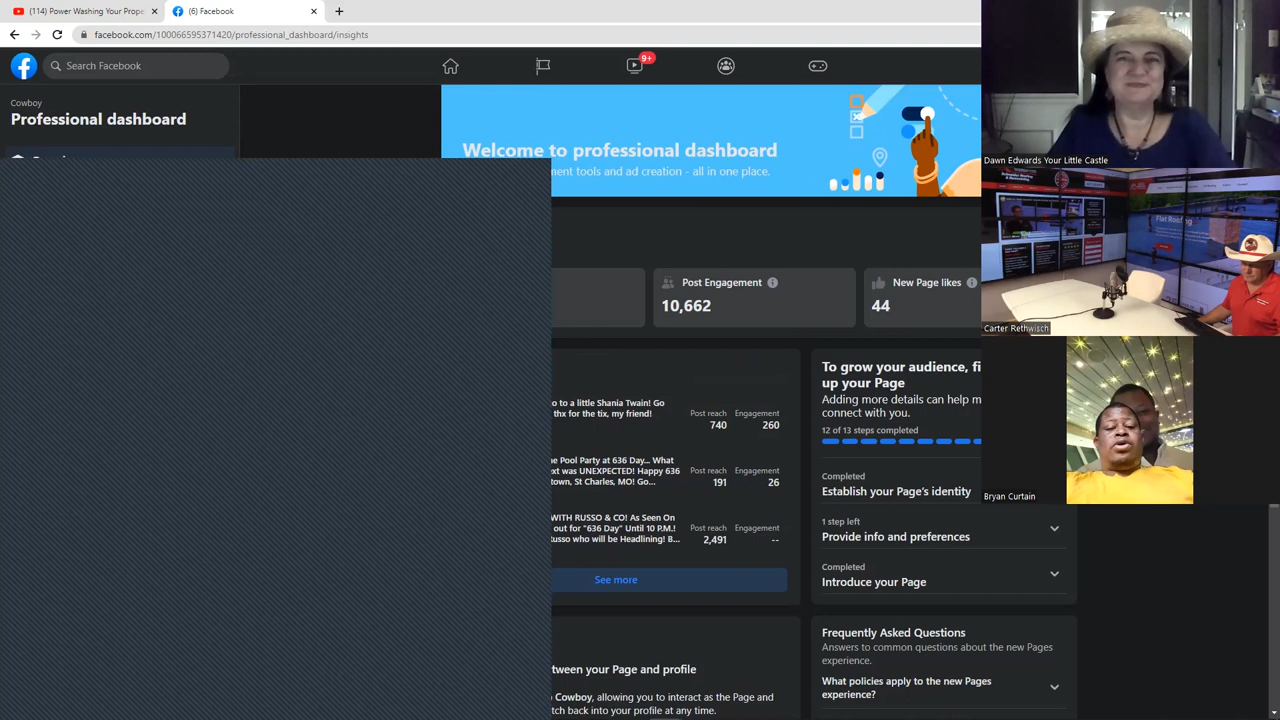 (114) Power Washing Your Prope
(6) Facebook
facebook.com/100066595371420/professional_dashboard/insights
Search Facebook
9+
Cowboy
Professional dashboard
Welcome to professional dashboard
ment tools and ad creation - all in one place.
Post Engagement
10,662
New Page likes
44
o to a little Shania Twain! Go
thx for the tix, my friend!
Post reach
740
Engagement
260
e Pool Party at 636 Day... What
ext was UNEXPECTED! Happy 636
town, St Charles, MO! Go...
Post reach
191
Engagement
26
WITH RUSSO & CO! As Seen On
out for "636 Day" Until 10 P.M.!
usso who will be Headlining! B...
Post reach
2,491
Engagement
--
See more
tween your Page and profile
Cowboy, allowing you to interact as the Page and
tch back into your profile at any time.
To grow your audience, fi
up your Page
Adding more details can help m
connect with you.
12 of 13 steps completed
Completed
Establish your Page's identity
1 step left
Provide info and preferences
Completed
Introduce your Page
Frequently Asked Questions
Answers to common questions about the new Pages
experience.
What policies apply to the new Pages
experience?
Dawn Edwards Your Little Castle
Flat Roofing
Carter Rethwisch
Bryan Curtain